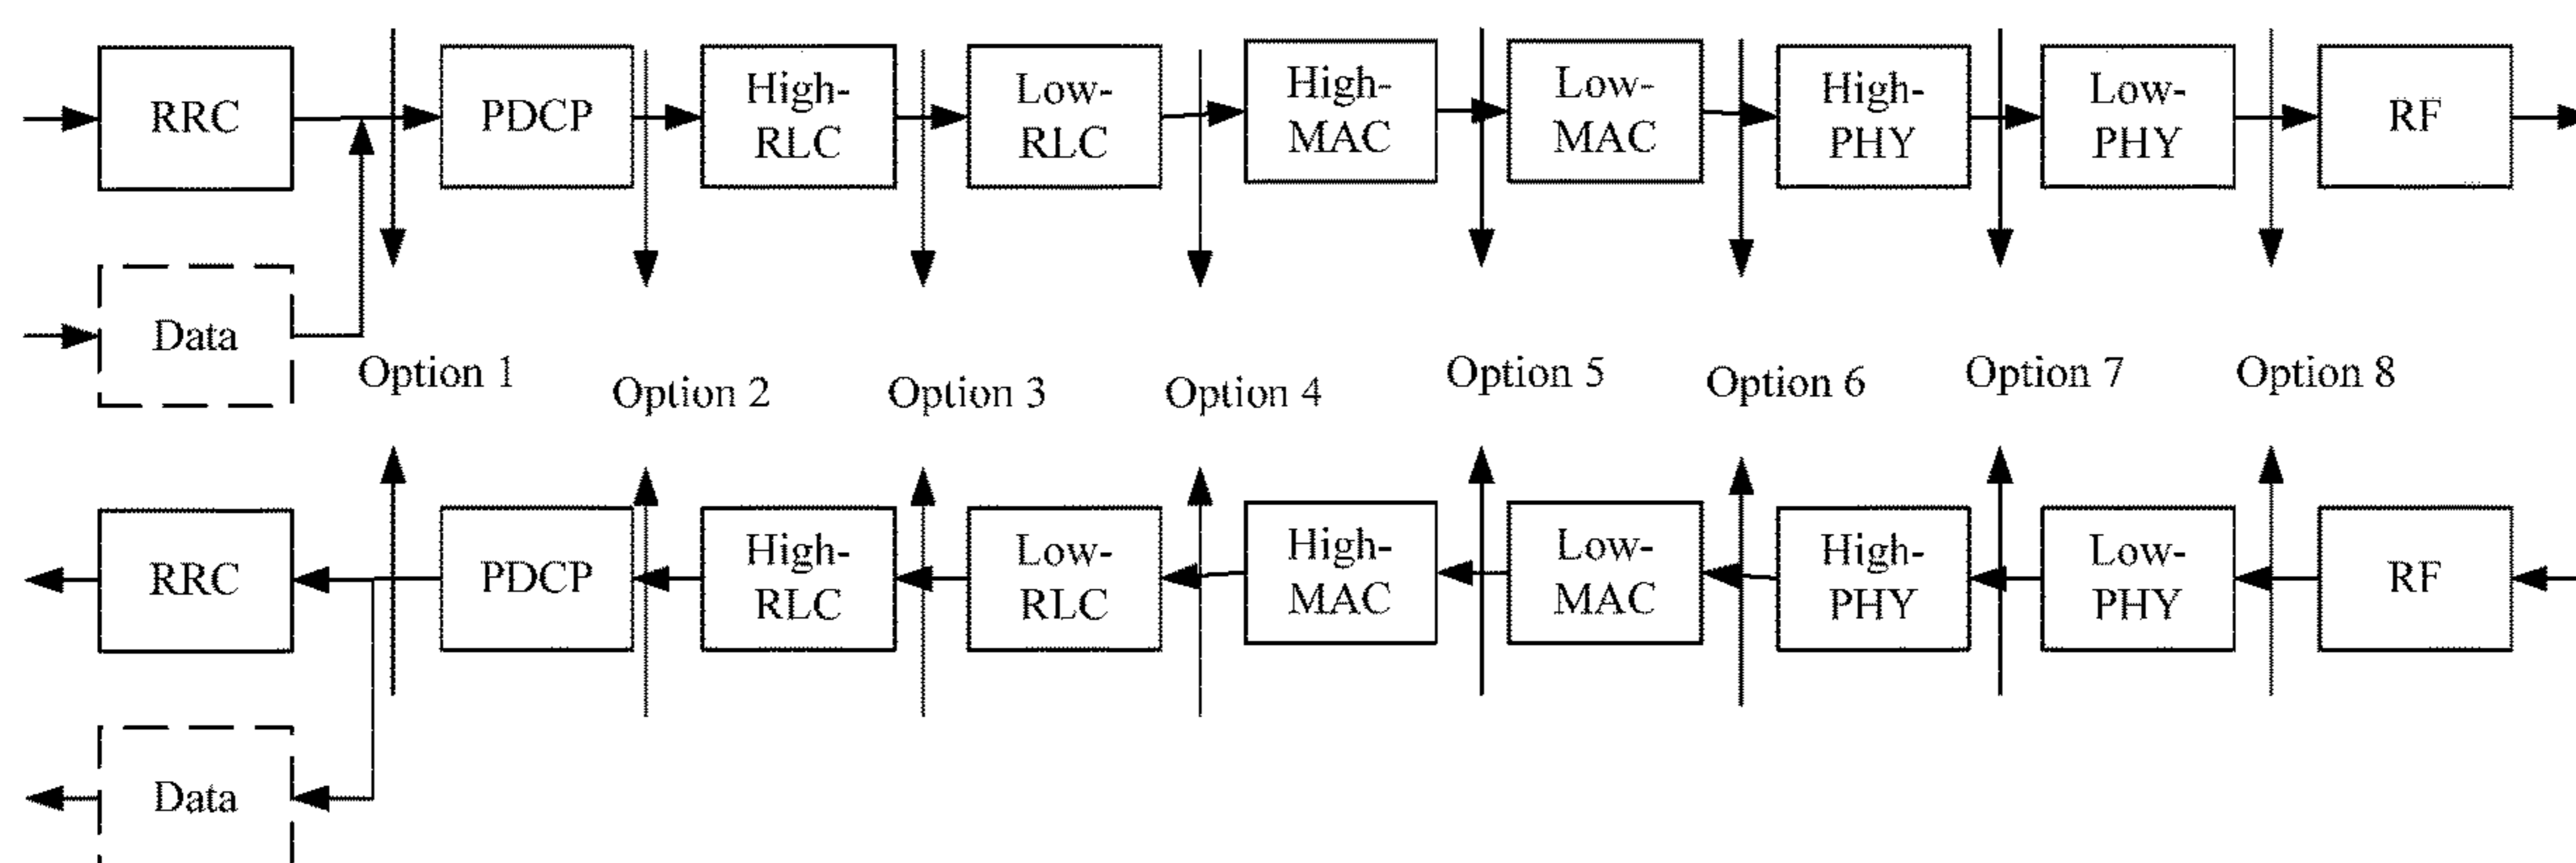 RRC
PDCP
High-
RLC
Low-
RLC
High-
MAC
Low-
MAC
High-
PHY
Low-
PHY
RF
Data
Option 1
Option 2
Option 3
Option 4
Option 5
Option 6
Option 7
Option 8
RRC
PDCP
High-
RLC
Low-
RLC
High-
MAC
Low-
MAC
High-
PHY
Low-
PHY
RF
Data